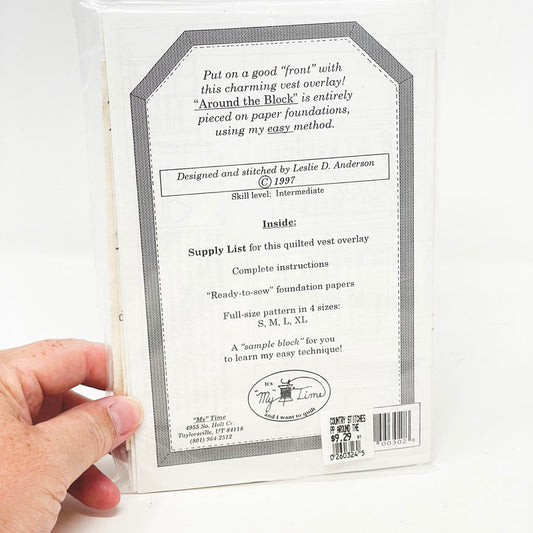 Put on a good "front" with
this charming vest overlay!
"Around the Block" is entirely
pieced on paper foundations,
using my easy method.
Designed and stitched by Leslie D. Anderson
© 1997
Skill level: Intermediate
Inside:
Supply List for this quilted vest overlay
Complete instructions
"Ready-to-sew" foundation papers
Full-size pattern in 4 sizes:
S, M, L, XL
A "sample block" for you
to learn my easy technique!
It's
"My" Time
and I want to quilt
"My" Time
4955 So. Holt Cr.
Taylorsville, UT 84118
(801) 964-2512
COUNTRY STITCHES
PP AROUND THE
$9.29
0260324 5
00302